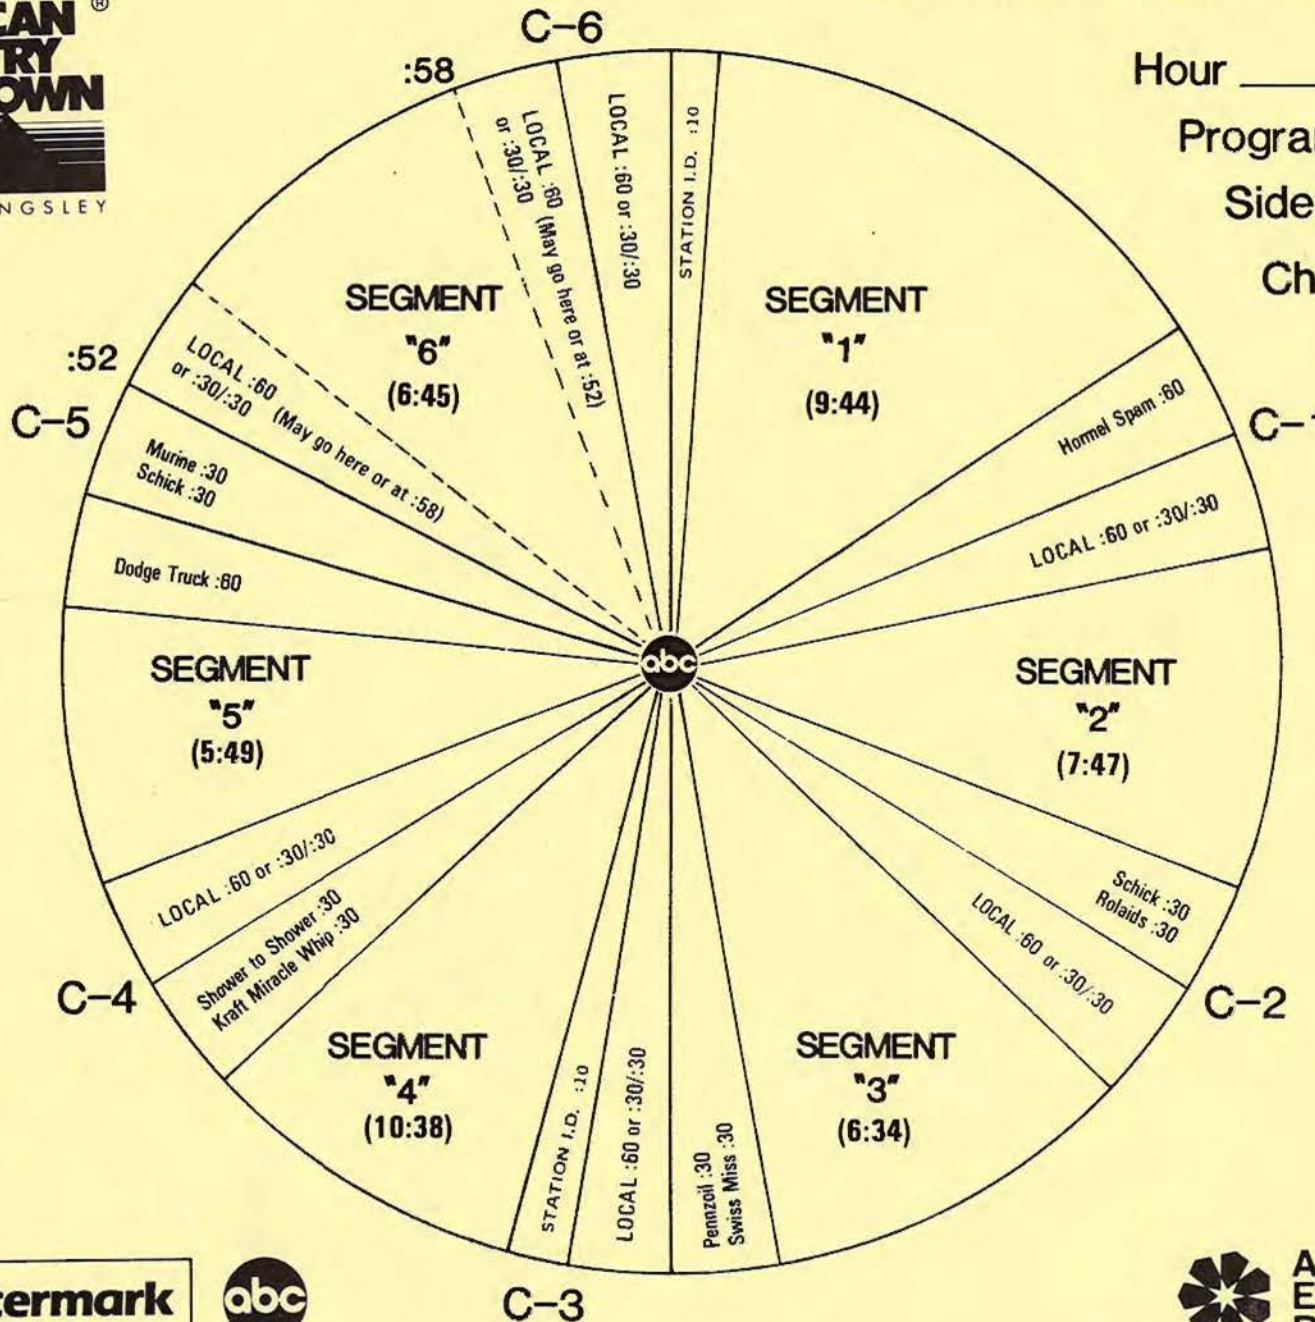 ®
TRY
OWN
NGSLEY
C-6
:58
Hour
Side
STATION I.D. :10
LOCAL :60 or :30/:30
LOCAL :60 (May go here or at :52)
or :30/:30
SEGMENT
"6"
(6:45)
SEGMENT
"1"
(9:44)
:52
C-5
LOCAL :60 (May go here or at :58)
or :30/:30
Hormel Spam :60
Murine :30
Schick :30
LOCAL :60 or :30/:30
Dodge Truck :60
abc
SEGMENT
"5"
(5:49)
SEGMENT
"2"
(7:47)
LOCAL :60 or :30/:30
Schick :30
Rolaids :30
LOCAL :60 or :30/:30
Shower to Shower :30
Kraft Miracle Whip :30
C-4
C-2
SEGMENT
"4"
(10:38)
SEGMENT
"3"
(6:34)
STATION I.D. :10
LOCAL :60 or :30/:30
Pennzoil :30
Swiss Miss :30
termark
abc
C-3